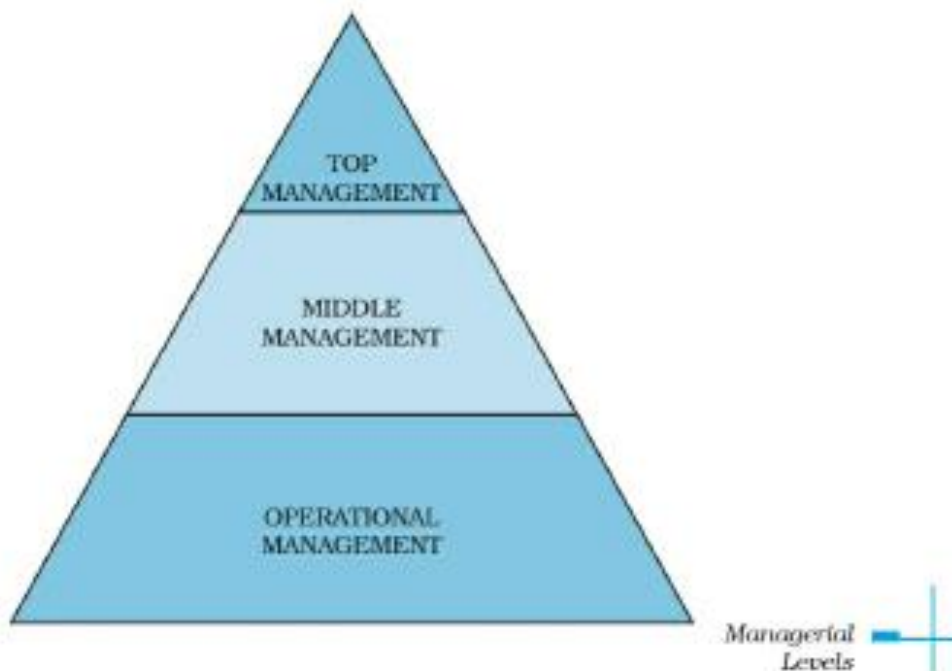 TOP
MANAGEMENT
MIDDLE
MANAGEMENT
OPERATIONAL
MANAGEMENT
Managerial
Levels